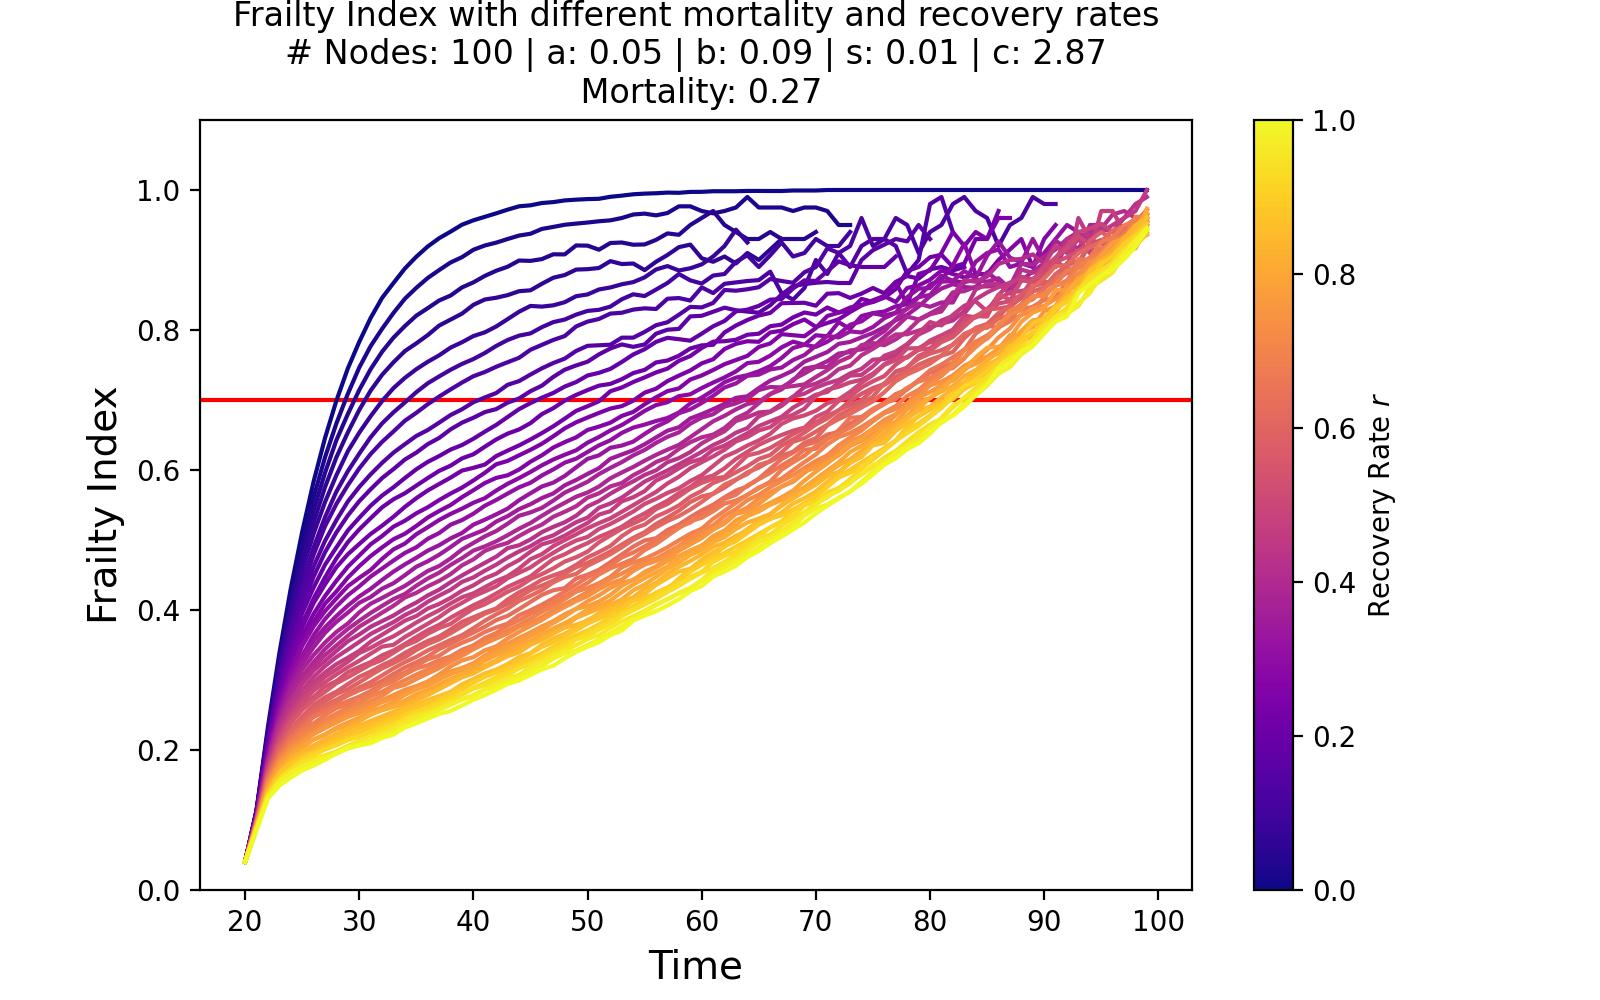 Frailty Index with different mortality and recovery rates
# Nodes: 100 | a: 0.05 | b: 0.09 | s: 0.01 | c: 2.87
Mortality: 0.27
Frailty Index
1.0
0.8
0.6
0.4
0.2
0.0
20 30 40 50 60 70 80 90 100
Time
1.0
0.8
0.6
0.4
0.2
0.0
Recovery Rate r